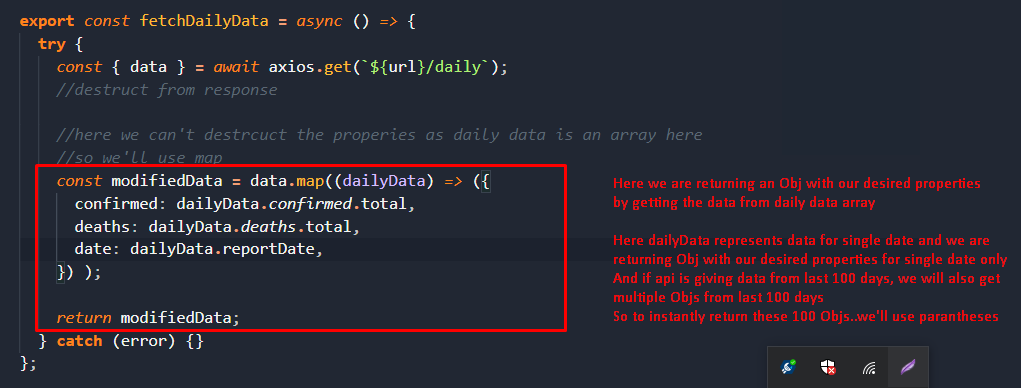 export const fetchDailyData = async () => {
try {
const { data } = await axios.get(`${url}/daily`);
//destruct from response
//here we can't destrcuct the properies as daily data is an array here
//so we'll use map
const modifiedData = data.map((dailyData) => ({
confirmed: dailyData.confirmed.total,
deaths: dailyData.deaths.total,
date: dailyData.reportDate,
}) );
return modifiedData;
} catch (error) {}
};
Here we are returning an Obj with our desired properties
by getting the data from daily data array
Here dailyData represents data for single date and we are
returning Obj with our desired properties for single date only
And if api is giving data from last 100 days, we will also get
multiple Objs from last 100 days
So to instantly return these 100 Objs..we'll use parantheses